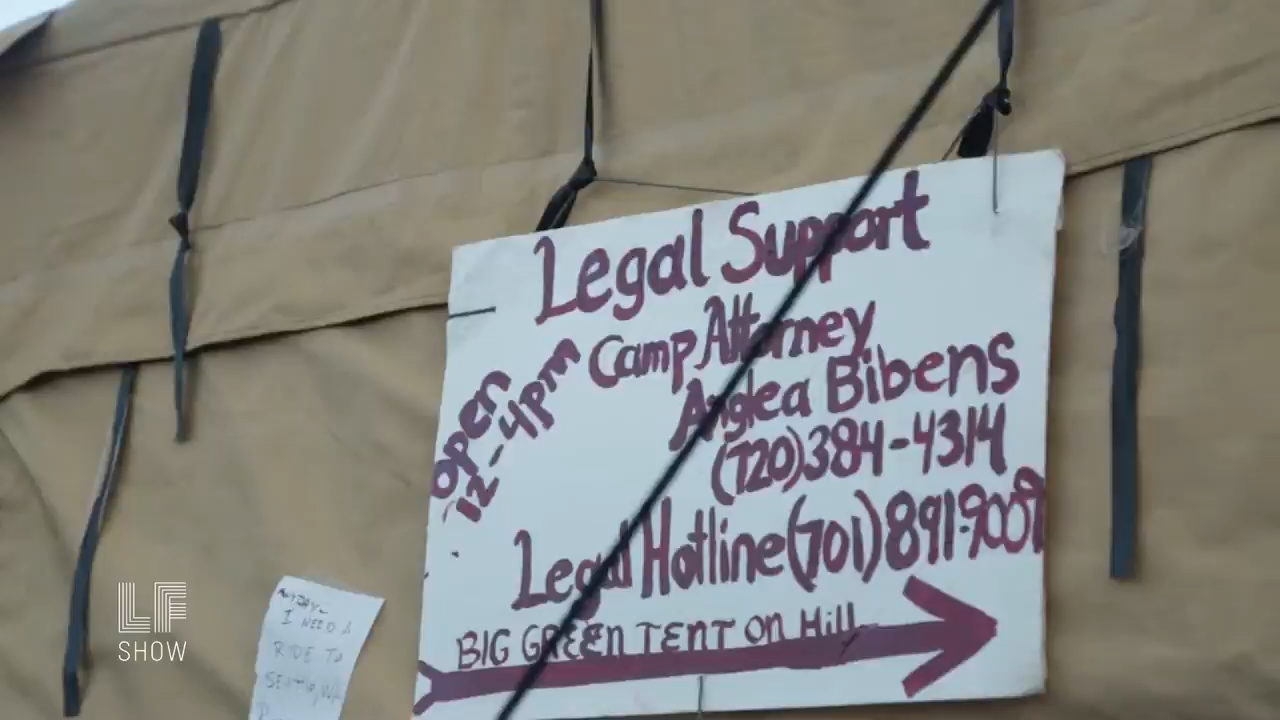 Legal Support
Camp Attorney
Anglea Bibens
(720)384-4314
open
12-4pm
Legal Hotline(701)891-9007
BIG GREEN TENT ON Hill
I NEED A
RIDE TO
LF
SHOW